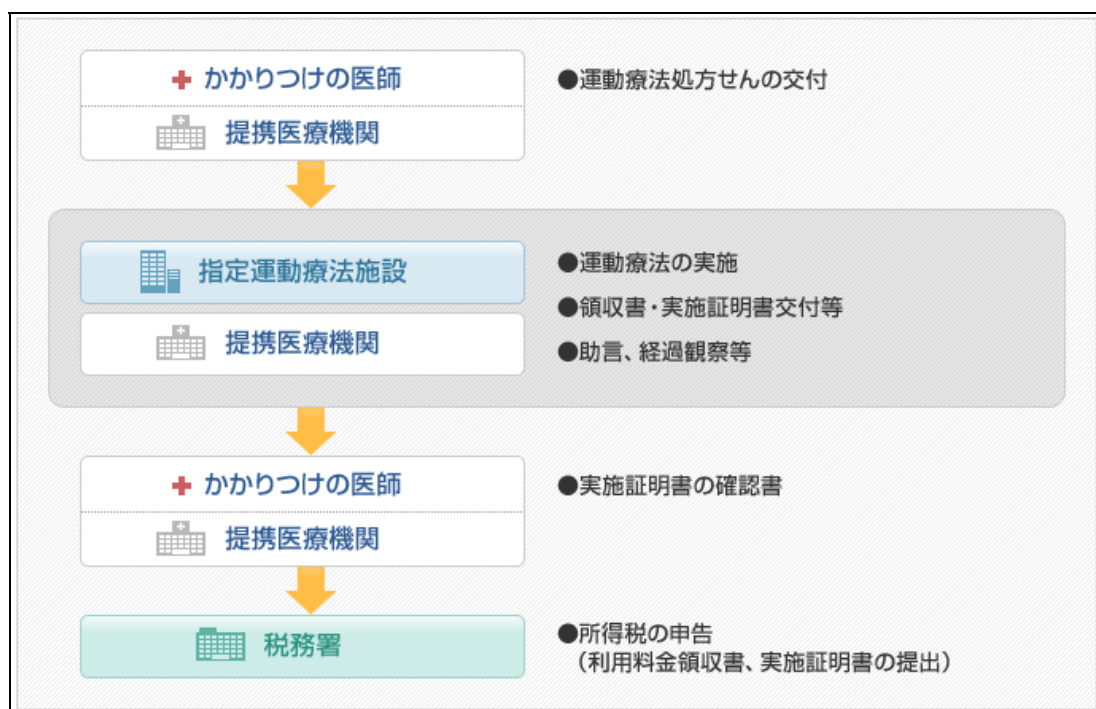 かかりつけの医師
●運動療法処方せんの交付
提携医療機関
指定運動療法施設
●運動療法の実施
●領収書・実施証明書交付等
提携医療機関
●助言、経過観察等
かかりつけの医師
●実施証明書の確認書
提携医療機関
税務署
●所得税の申告
（利用料金領収書、実施証明書の提出）